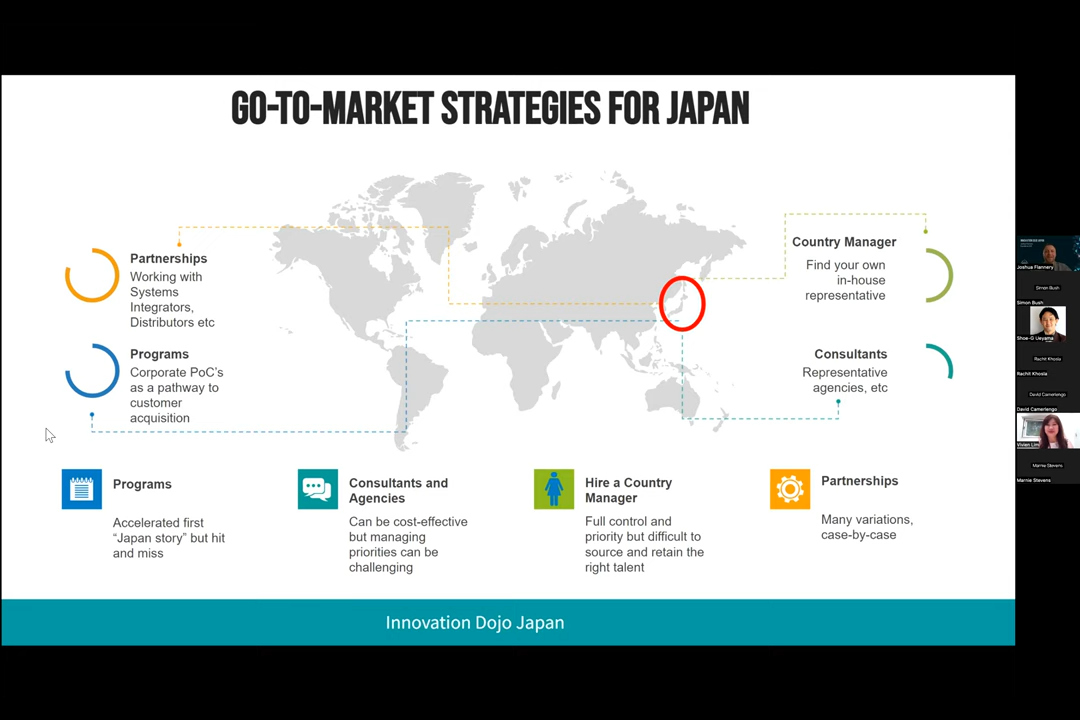 GO-TO-MARKET STRATEGIES FOR JAPAN
Partnerships
Working with
Systems
Integrators,
Distributors etc
Programs
Corporate PoC's
as a pathway to
customer
acquisition
Country Manager
Find your own
in-house
representative
Consultants
Representative
agencies, etc
Programs
Accelerated first
“Japan story” but hit
and miss
Consultants and
Agencies
Can be cost-effective
but managing
priorities can be
challenging
Hire a Country
Manager
Full control and
priority but difficult to
source and retain the
right talent
Partnerships
Many variations,
case-by-case
Innovation Dojo Japan
Joshua Flannery
Simon Bush
Simon Bush
Shoe-G Ueyama
Rachit Khosla
Rachit Khosla
David Camerlengo
David Camerlengo
Vivien Lim
Marnie Stevens
Marnie Stevens